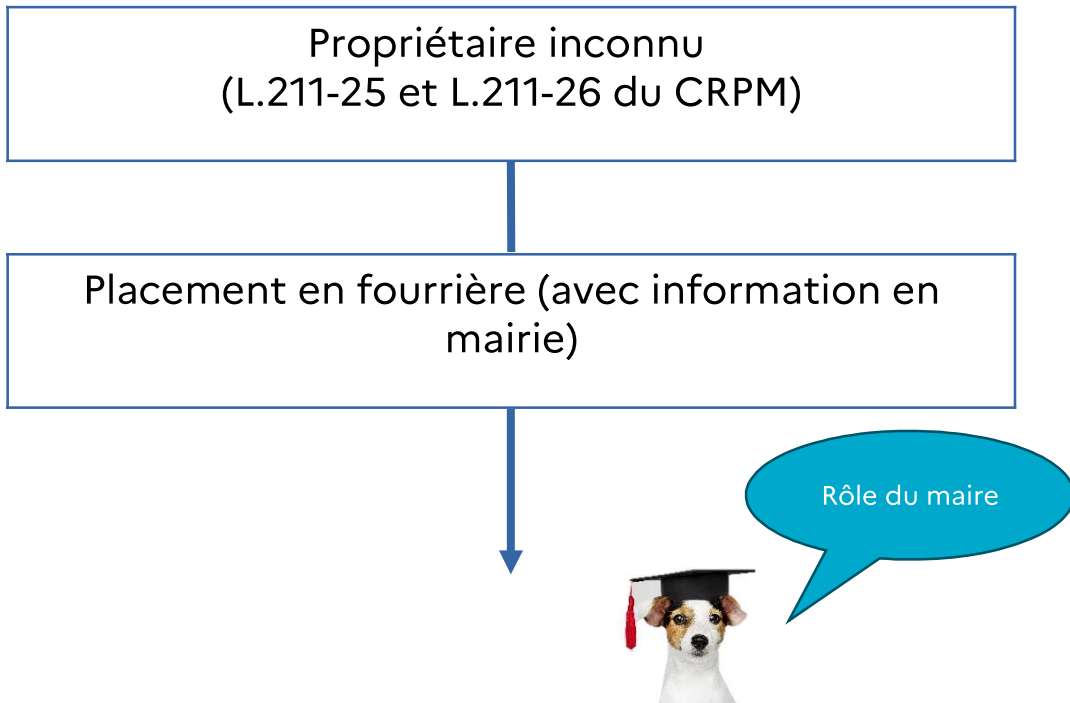 Propriétaire inconnu
(L.211-25 et L.211-26 du CRPM)
Placement en fourrière (avec information en
mairie)
Rôle du maire